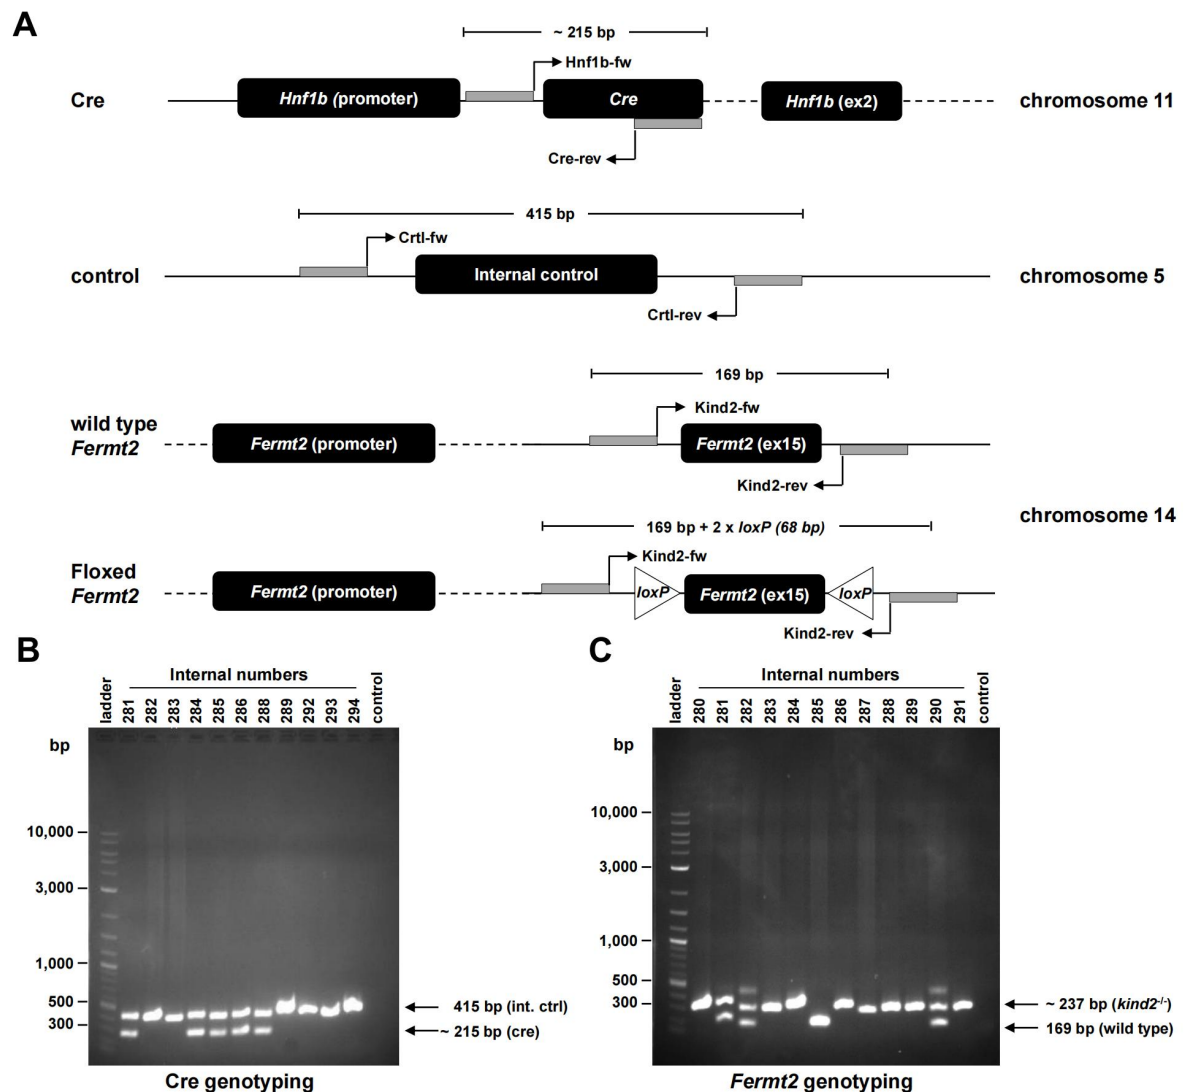 A
~ 215 bp
Hnf1b-fw
Cre
Hnf1b (promoter)
Cre
Hnf1b (ex2)
chromosome 11
Cre-rev
415 bp
Crtl-fw
control
Internal control
chromosome 5
Crtl-rev
169 bp
wild type
Fermt2
Kind2-fw
Fermt2 (promoter)
Fermt2 (ex15)
Kind2-rev
chromosome 14
169 bp + 2 x loxP (68 bp)
Kind2-fw
Floxed
Fermt2
Fermt2 (promoter)
loxP
Fermt2 (ex15)
loxP
Kind2-rev
B
Internal numbers
ladder 281 282 283 284 285 286 288 289 292 293 294 control
bp
10,000
3,000
1,000
500
300
415 bp (int. ctrl)
~ 215 bp (cre)
Cre genotyping
C
Internal numbers
ladder 280 281 282 283 284 285 286 287 288 289 290 291 control
bp
10,000
3,000
1,000
500
300
~ 237 bp (kind2-/-)
169 bp (wild type)
Fermt2 genotyping